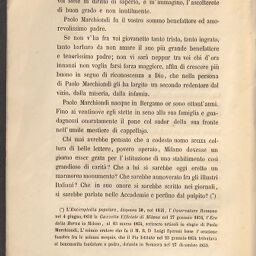 voi siete in diritto di saperlo, e m'immagino, l'ascolterete
di buon grado e non inutilmente.
Paolo Marchiondi fu il vostro sommo benefattore ed amo-
revolissimo padre.
Se non v'ha fra voi giovanetto tanto tristo, tanto ingrato,
tanto barbaro da non amare il suo più grande benefattore
e tenerissimo padre; non vi sarà neppur tra voi chi d'ora
innanzi non voglia farsi forza maggiore, affin di crescere più
buono in segno di riconoscenza a Dio, che nella persona
di Paolo Marchiondi gli ha largito un secondo redentore dal
vizio, dalla miseria, dalla infamia.
Paolo Marchiondi nacque in Bergamo or sono ottant'anni.
Fino ai ventinove egli stette in seno alla sua famiglia e gua-
dagnossi onoratamente il pane col sudor della sua fronte
nell'umile mestiere di cappellajo.
Chi mai avrebbe pensato che a codesto uomo senza col-
tura di belle lettere, povero operaio, Milano dovesse un
giorno esser grata per l'istituzione di uno stabilimento così
grandioso di carità? Che a lui si sarebbe oggi eretto un
marmoreo monumento? Che sarebbe annoverato fra gli illustri
Italiani? Che in suo onore si sarebbe scritto nei giornali,
si sarebbe parlato nelle Accademie e perfino dal pulpito? (¹)